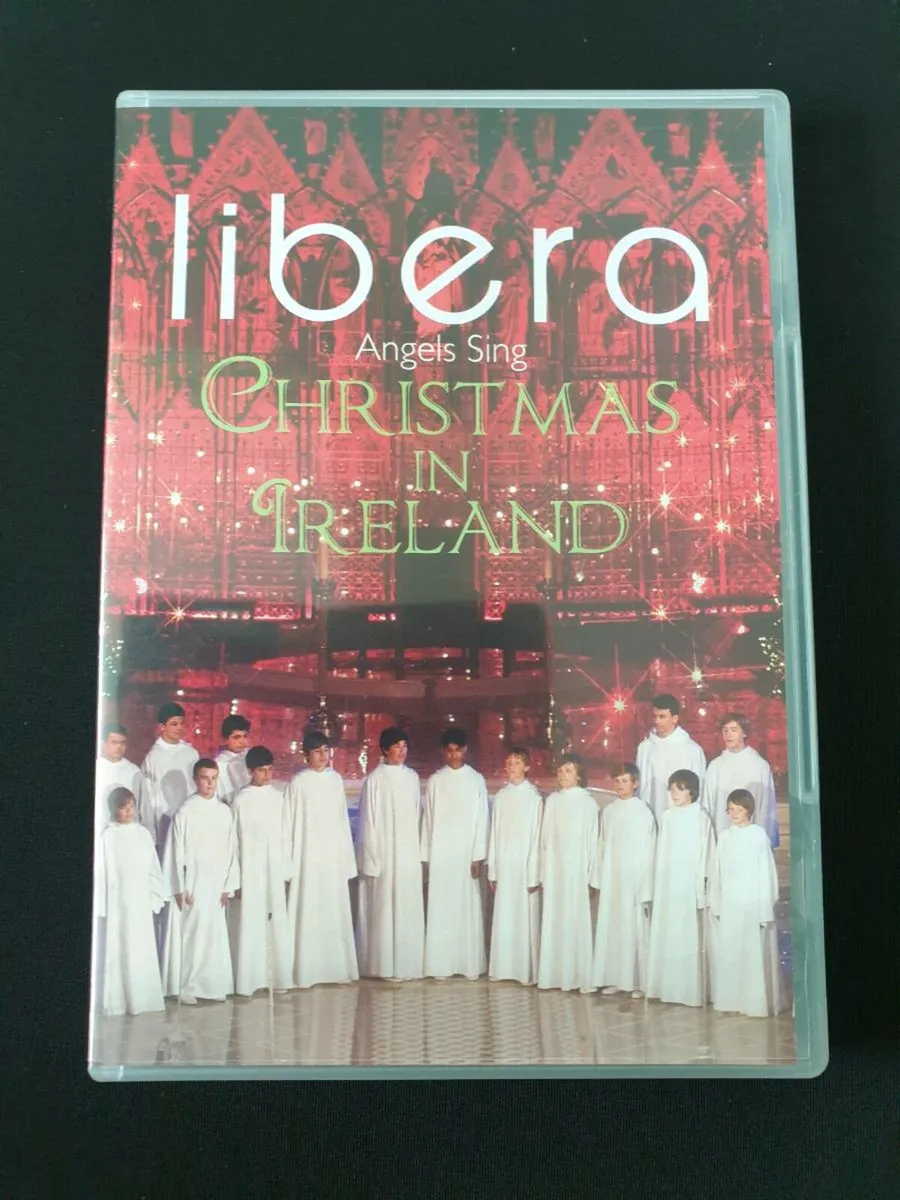 libera
Angels Sing
CHRISTMAS
IN
IRELAND